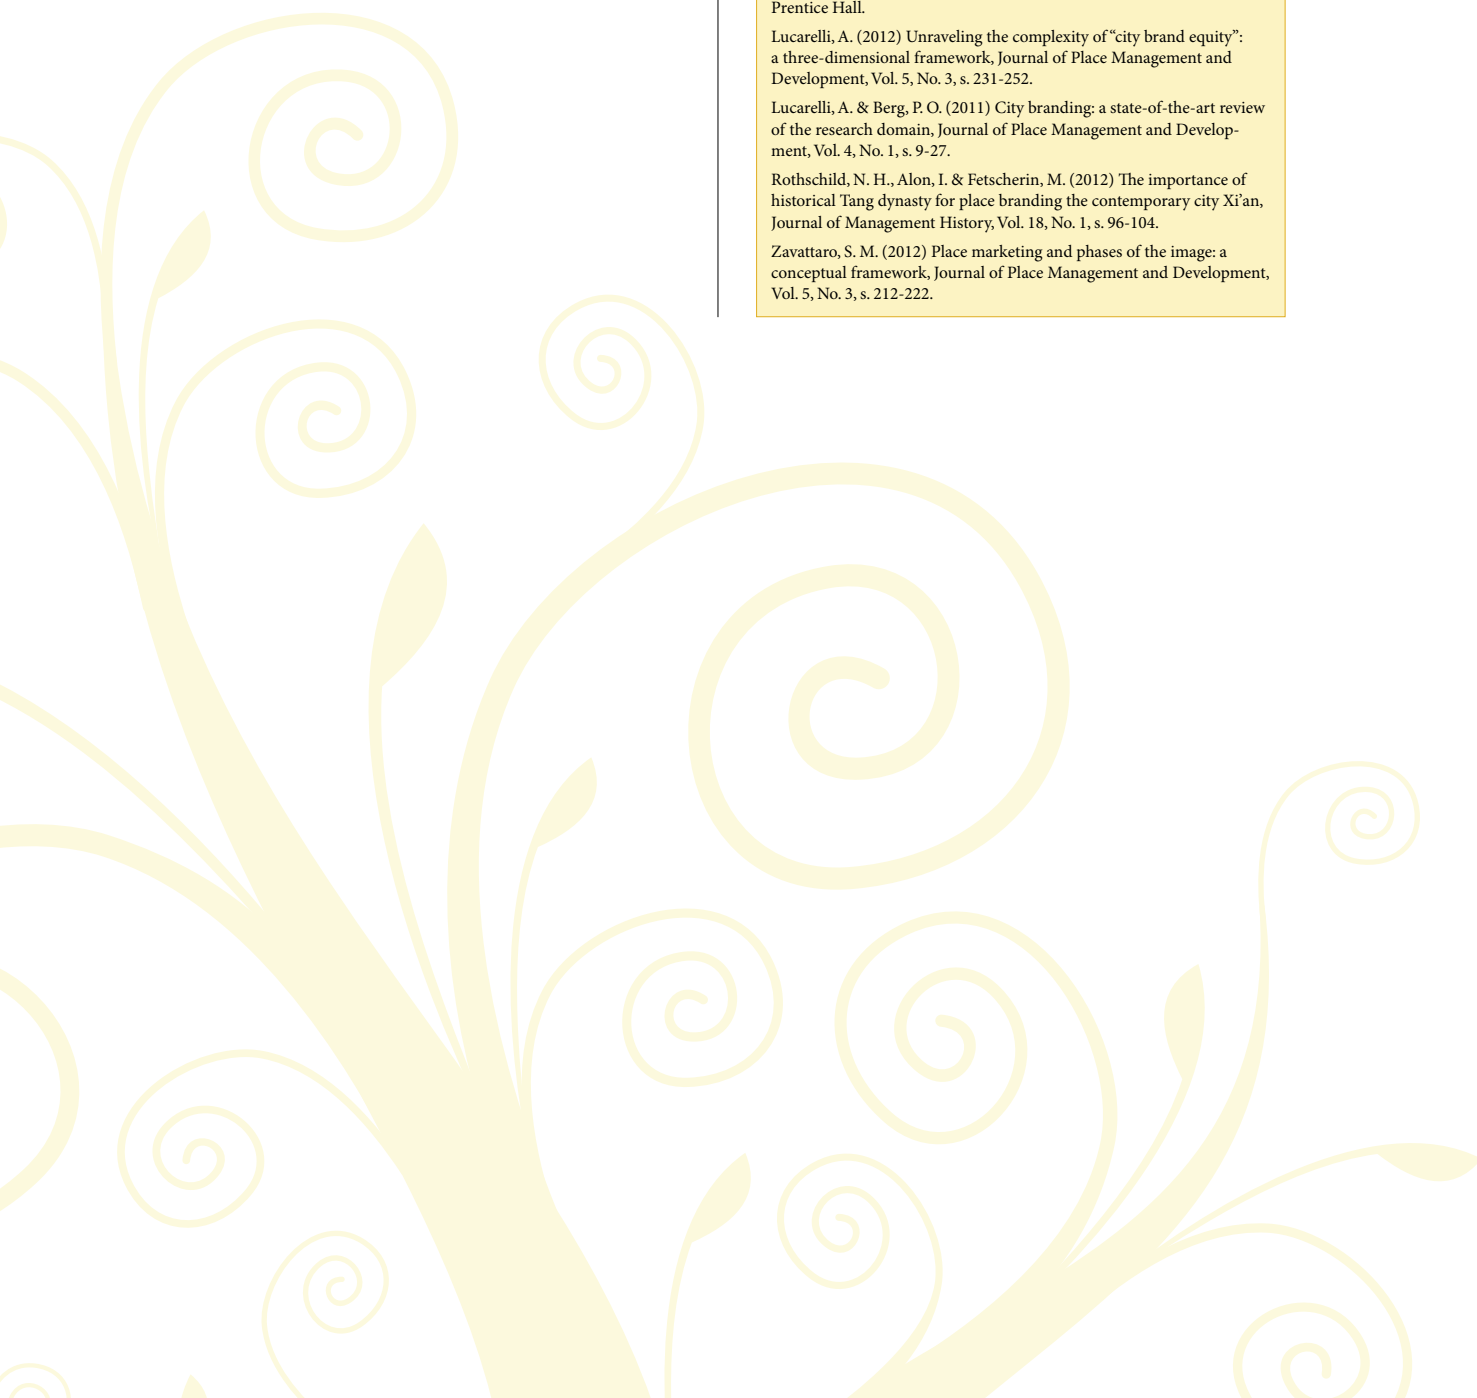 Prentice Hall.
Lucarelli, A. (2012) Unraveling the complexity of “city brand equity”:
a three-dimensional framework, Journal of Place Management and
Development, Vol. 5, No. 3, s. 231-252.
Lucarelli, A. & Berg, P. O. (2011) City branding: a state-of-the-art review
of the research domain, Journal of Place Management and Develop-
ment, Vol. 4, No. 1, s. 9-27.
Rothschild, N. H., Alon, I. & Fetscherin, M. (2012) The importance of
historical Tang dynasty for place branding the contemporary city Xi’an,
Journal of Management History, Vol. 18, No. 1, s. 96-104.
Zavattaro, S. M. (2012) Place marketing and phases of the image: a
conceptual framework, Journal of Place Management and Development,
Vol. 5, No. 3, s. 212-222.